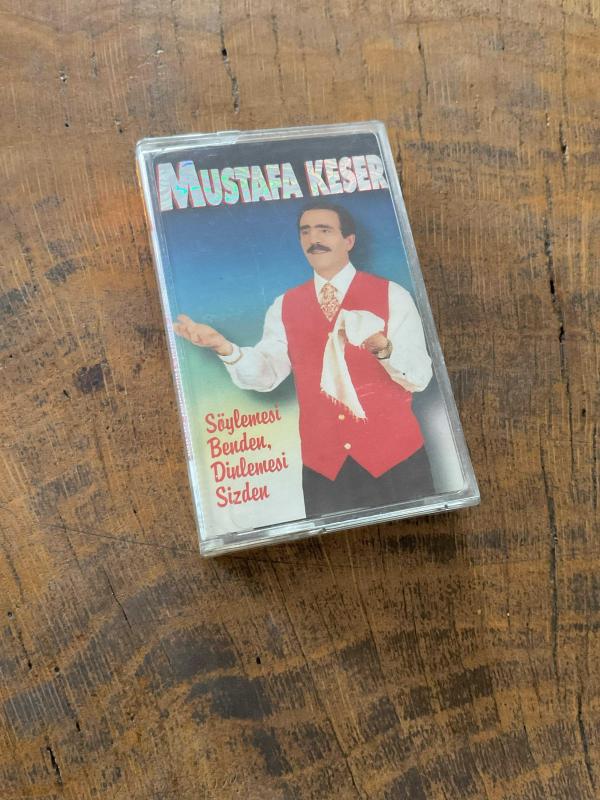 MUSTAFA KESER
Söylemesi
Benden,
Dinlemesi
Sizden